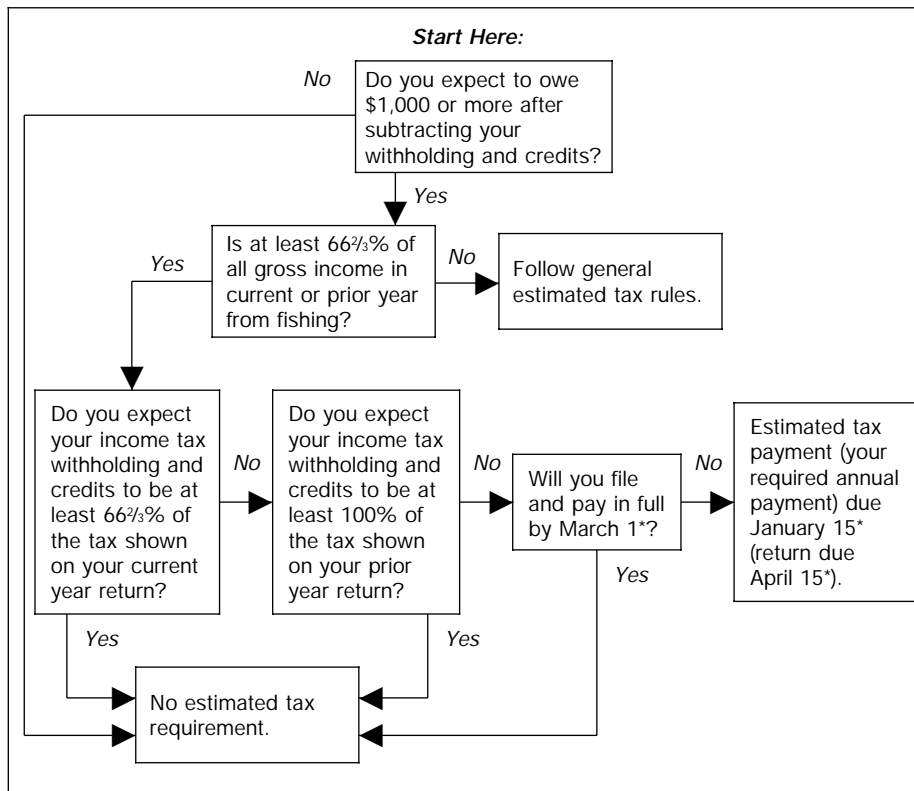 Start Here:
No
Do you expect to owe
$1,000 or more after
subtracting your
withholding and credits?
Yes
Is at least 66²/₃% of
all gross income in
current or prior year
from fishing?
Yes
No
Follow general
estimated tax rules.
Do you expect
your income tax
withholding and
credits to be at
least 66²/₃% of
the tax shown
on your current
year return?
No
Do you expect
your income tax
withholding and
credits to be at
least 100% of
the tax shown
on your prior
year return?
No
Will you file
and pay in full
by March 1*?
No
Estimated tax
payment (your
required annual
payment) due
January 15*
(return due
April 15*).
Yes
Yes
Yes
No estimated tax
requirement.